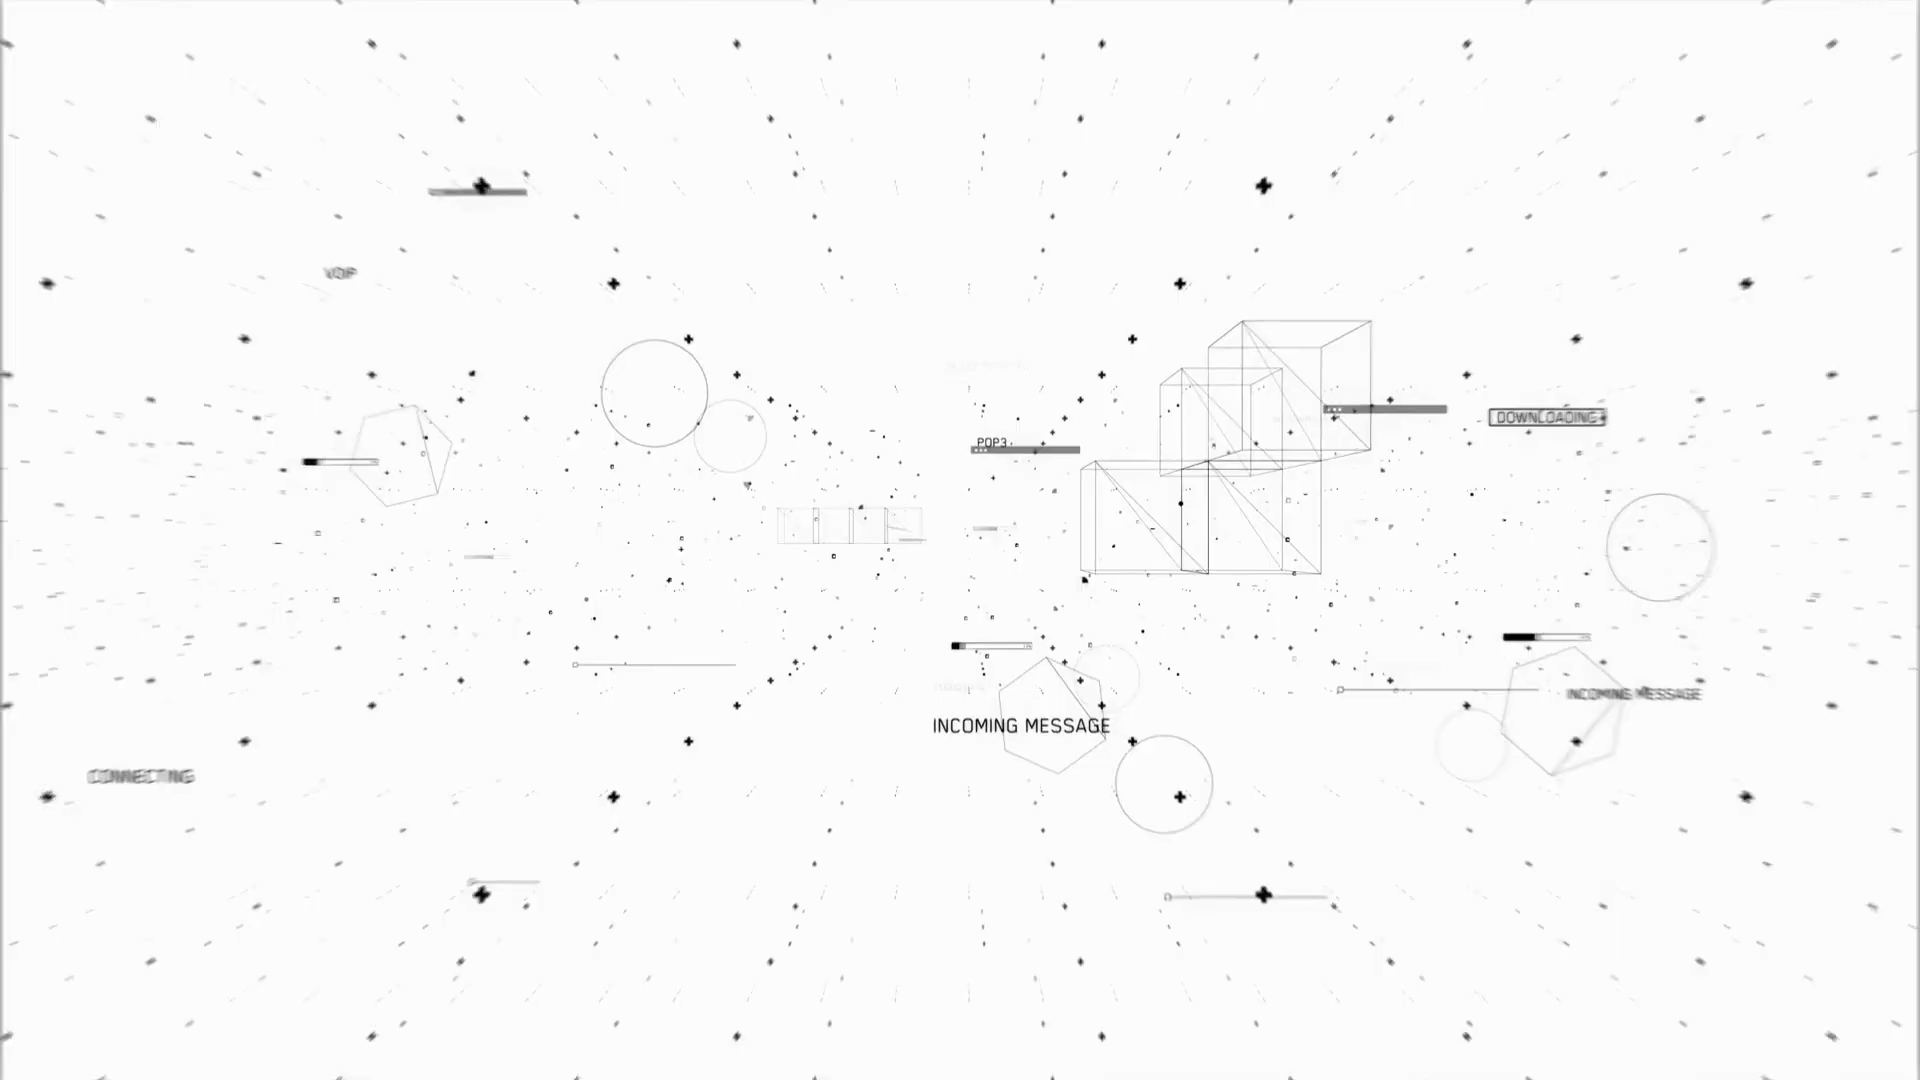 VOIP
DOWNLOADING
POP3
INCOMING MESSAGE
INCOMING MESSAGE
CONNECTING